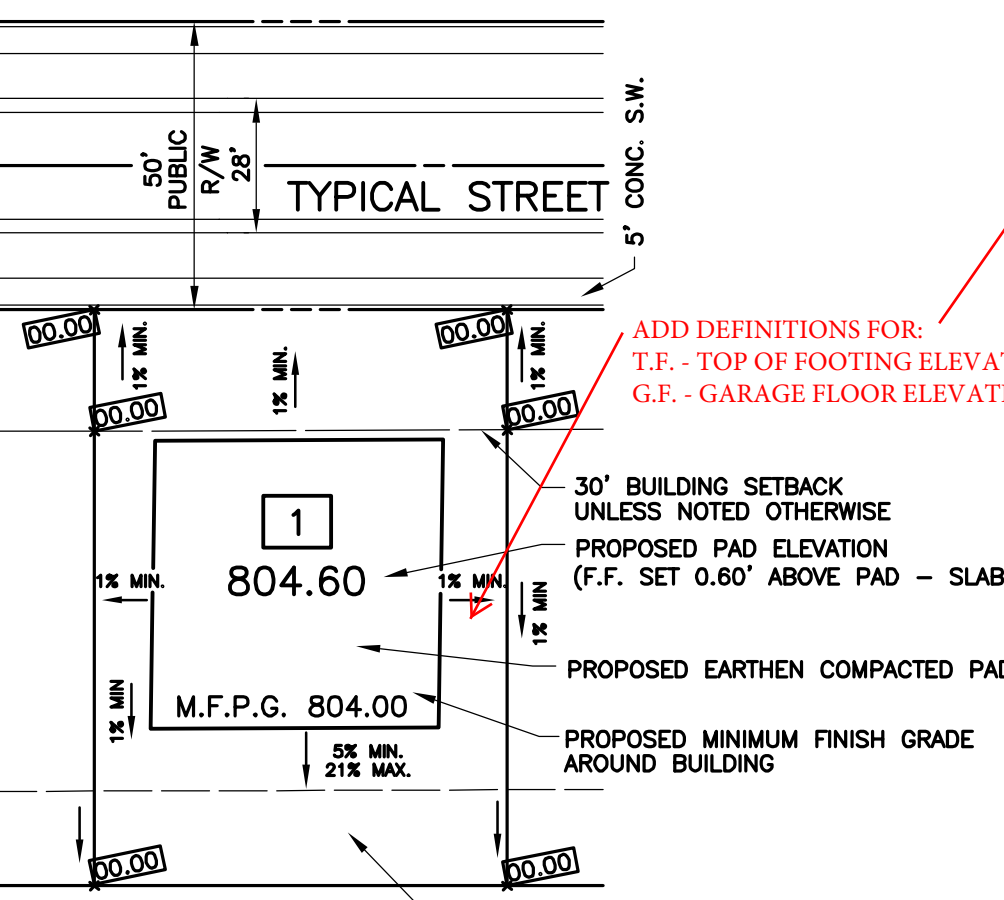 50'
PUBLIC
R/W
28'
TYPICAL STREET
5' CONC. S.W.
00.00
00.00
1% MIN.
1% MIN.
1% MIN.
ADD DEFINITIONS FOR:
T.F. - TOP OF FOOTING
G.F. - GARAGE FLOOR
00.00
00.00
30' BUILDING SETBACK
UNLESS NOTED OTHERWISE
1
PROPOSED PAD ELEVATION
(F.F. SET 0.60' ABOVE PAD – SLAB
804.60
1% MIN.
1% MIN.
1% MIN
PROPOSED EARTHEN COMPACTED
1% MIN
M.F.P.G. 804.00
PROPOSED MINIMUM FINISH GRADE
AROUND BUILDING
5% MIN.
21% MAX.
00.00
00.00